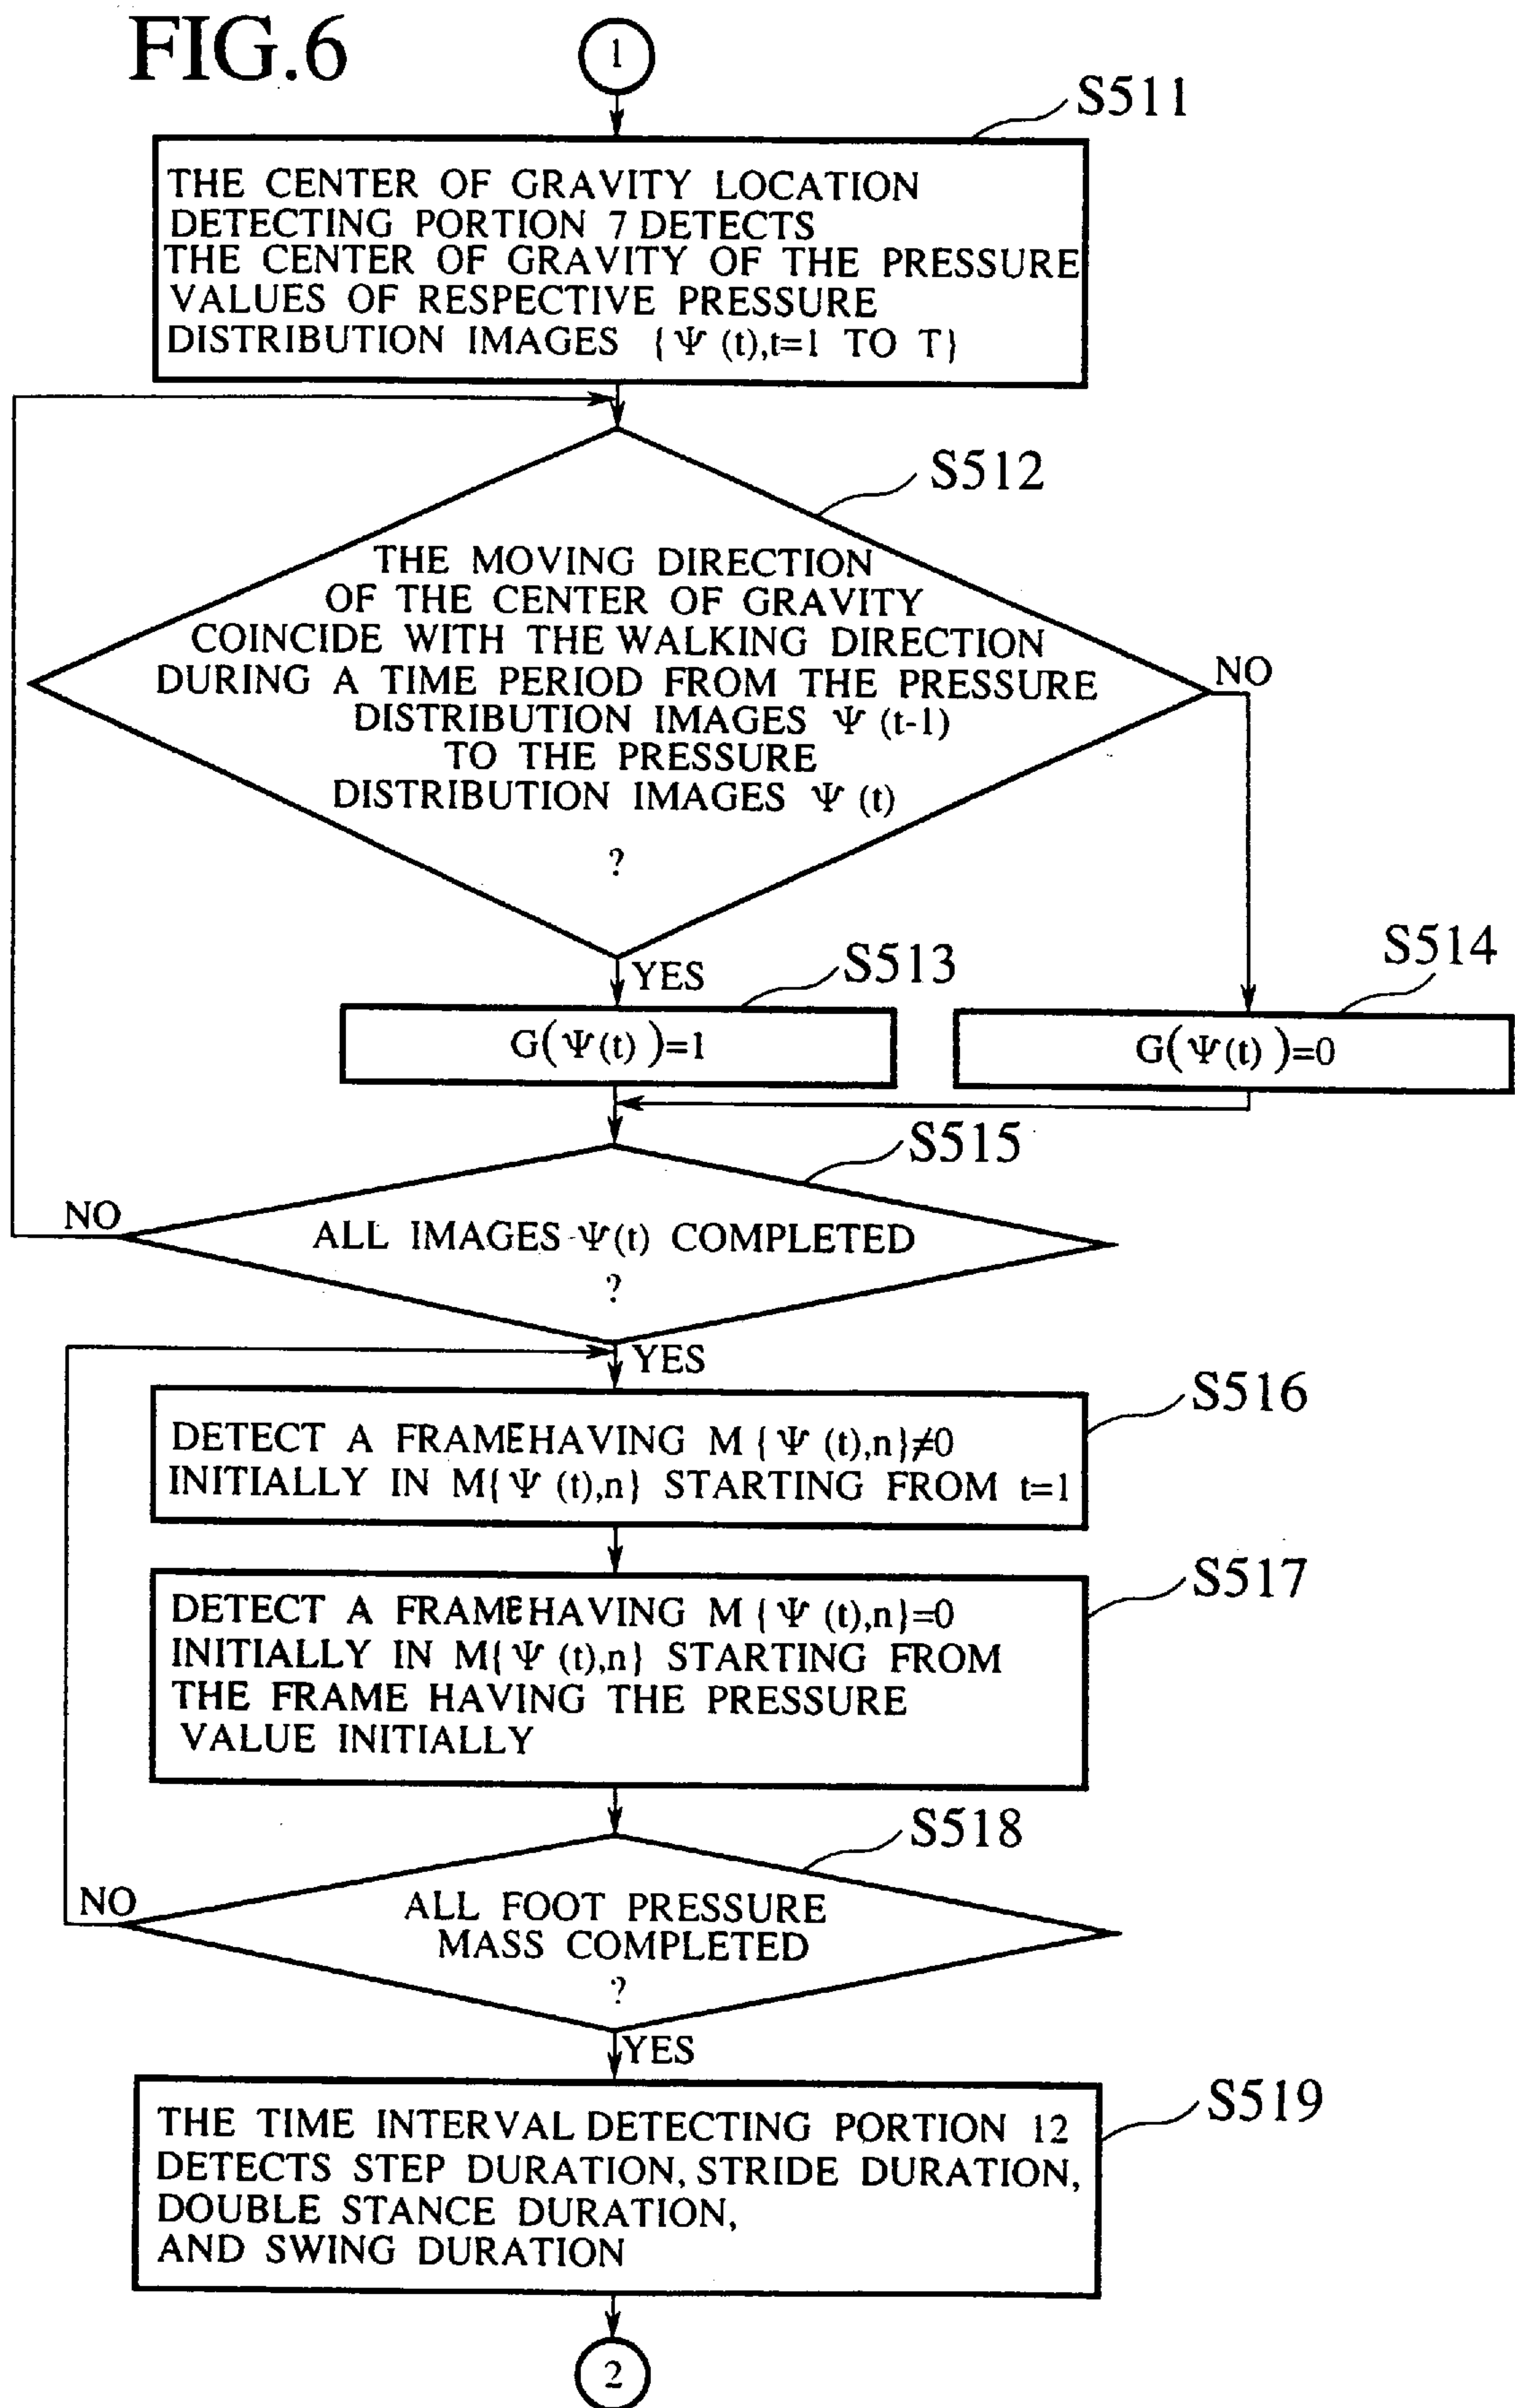 FIG.6
1
S511
THE CENTER OF GRAVITY LOCATION
DETECTING PORTION 7 DETECTS
THE CENTER OF GRAVITY OF THE PRESSURE
VALUES OF RESPECTIVE PRESSURE
DISTRIBUTION IMAGES {Ψ(t),t=1 TO T}
S512
THE MOVING DIRECTION
OF THE CENTER OF GRAVITY
COINCIDE WITH THE WALKING DIRECTION
DURING A TIME PERIOD FROM THE PRESSURE
DISTRIBUTION IMAGES Ψ(t-1)
TO THE PRESSURE
DISTRIBUTION IMAGES Ψ(t)
?
NO
YES
S513
G(Ψ(t))=1
S514
G(Ψ(t))=0
S515
NO
ALL IMAGES Ψ(t) COMPLETED
?
YES
S516
DETECT A FRAME HAVING M{Ψ(t),n}≠0
INITIALLY IN M{Ψ(t),n} STARTING FROM t=1
S517
DETECT A FRAME HAVING M{Ψ(t),n}=0
INITIALLY IN M{Ψ(t),n} STARTING FROM
THE FRAME HAVING THE PRESSURE
VALUE INITIALLY
S518
NO
ALL FOOT PRESSURE
MASS COMPLETED
?
YES
S519
THE TIME INTERVAL DETECTING PORTION 12
DETECTS STEP DURATION, STRIDE DURATION,
DOUBLE STANCE DURATION,
AND SWING DURATION
2